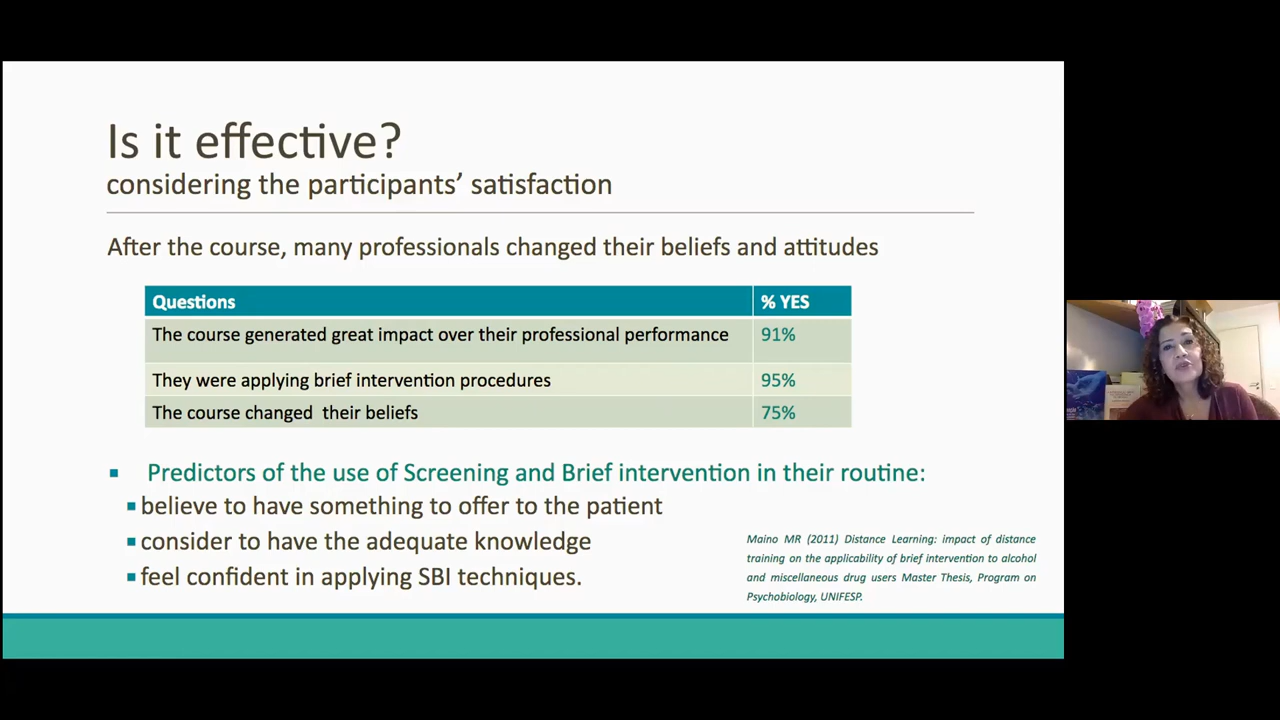 Is it effective?
considering the participants' satisfaction
After the course, many professionals changed their beliefs and attitudes
Questions % YES
The course generated great impact over their professional performance 91%
They were applying brief intervention procedures 95%
The course changed their beliefs 75%
Predictors of the use of Screening and Brief intervention in their routine:
believe to have something to offer to the patient
consider to have the adequate knowledge
feel confident in applying SBI techniques.
Maino MR (2011) Distance Learning: impact of distance
training on the applicability of brief intervention to alcohol
and miscellaneous drug users Master Thesis, Program on
Psychobiology, UNIFESP.